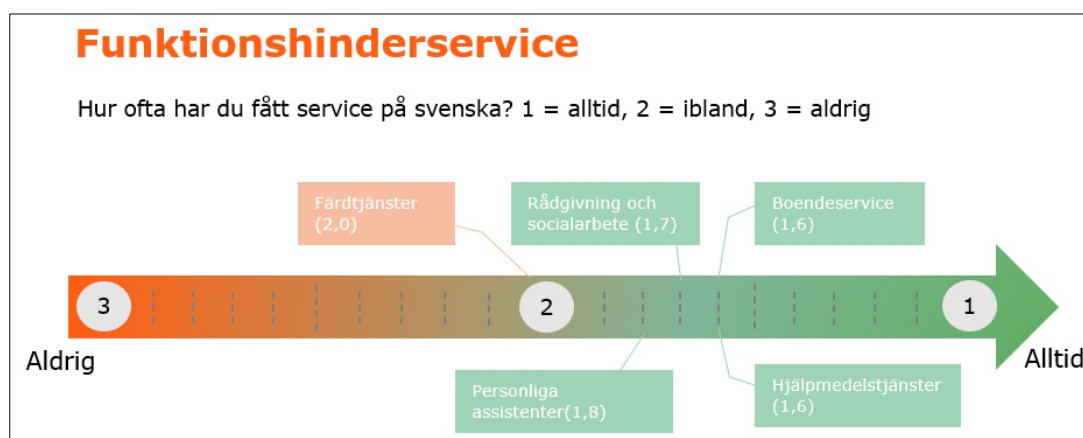 Funktionshinderservice
Hur ofta har du fått service på svenska? 1 = alltid, 2 = ibland, 3 = aldrig
Färdtjänster
(2,0)
Rådgivning och
socialarbete (1,7)
Boendeservice
(1,6)
3
2
1
Aldrig
Alltid
Personliga
assistenter(1,8)
Hjälpmedelstjänster
(1,6)